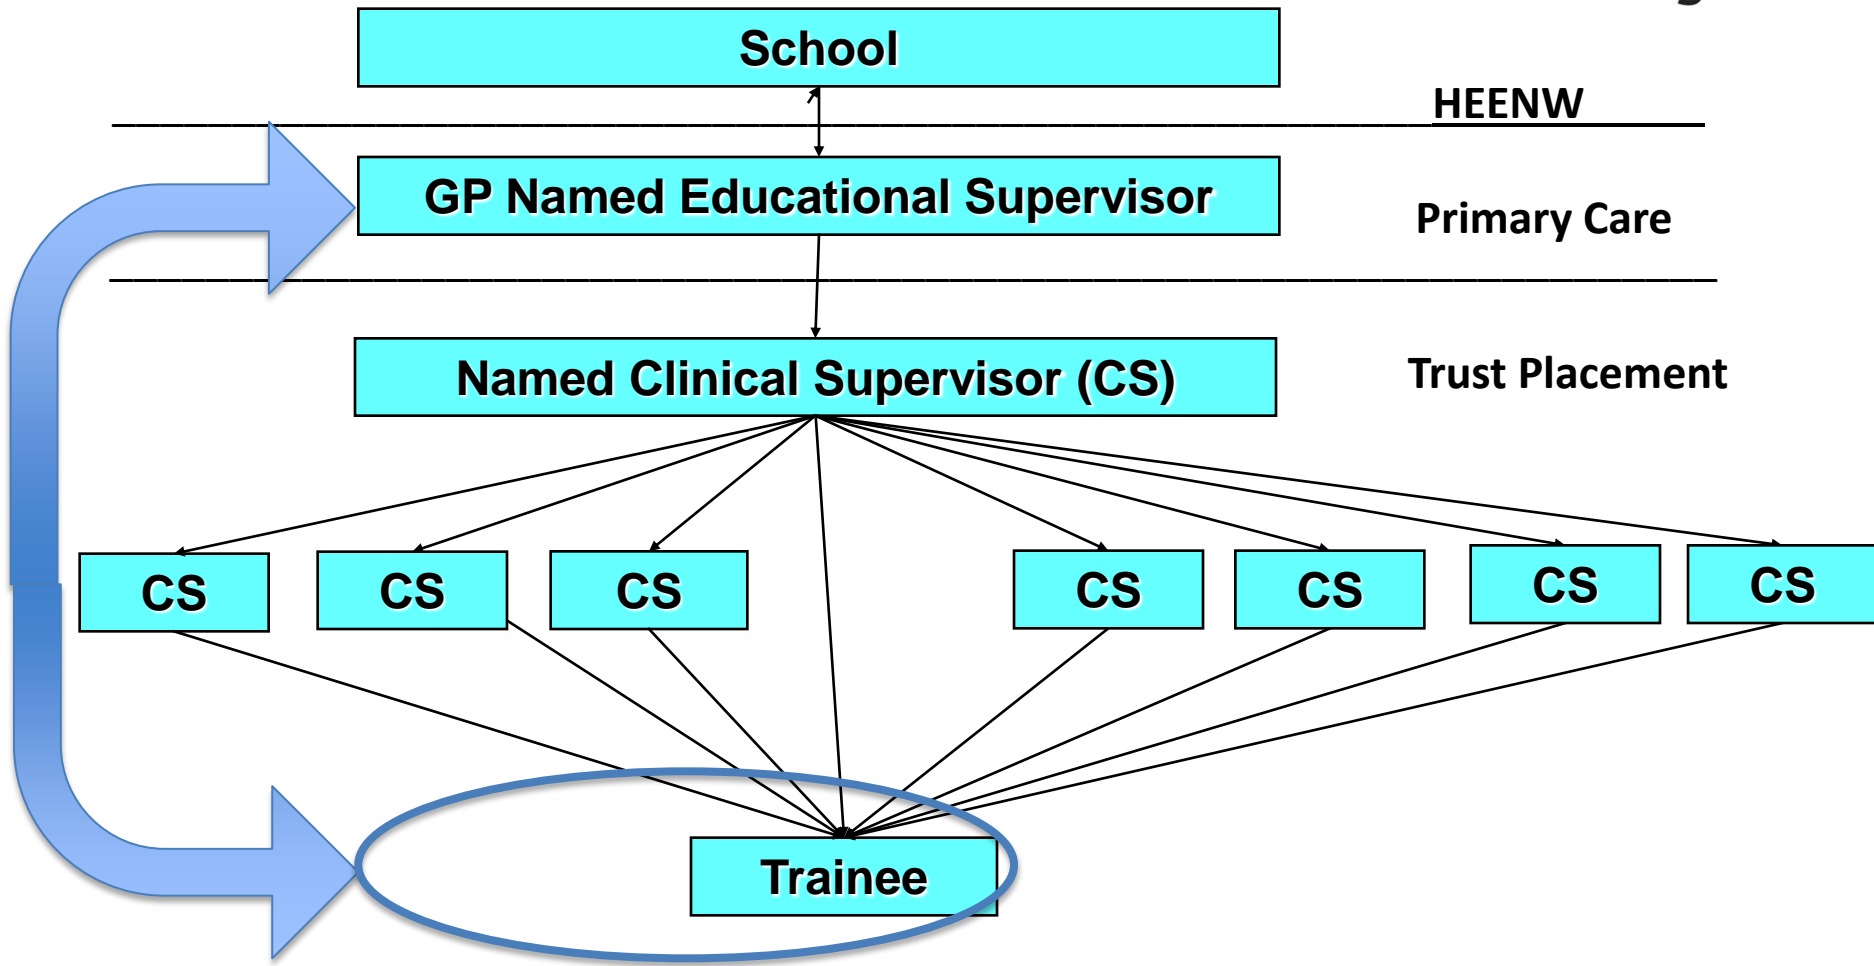 School
HEENW
GP Named Educational Supervisor
Primary Care
Named Clinical Supervisor (CS)
Trust Placement
CS
CS
CS
CS
CS
CS
CS
Trainee